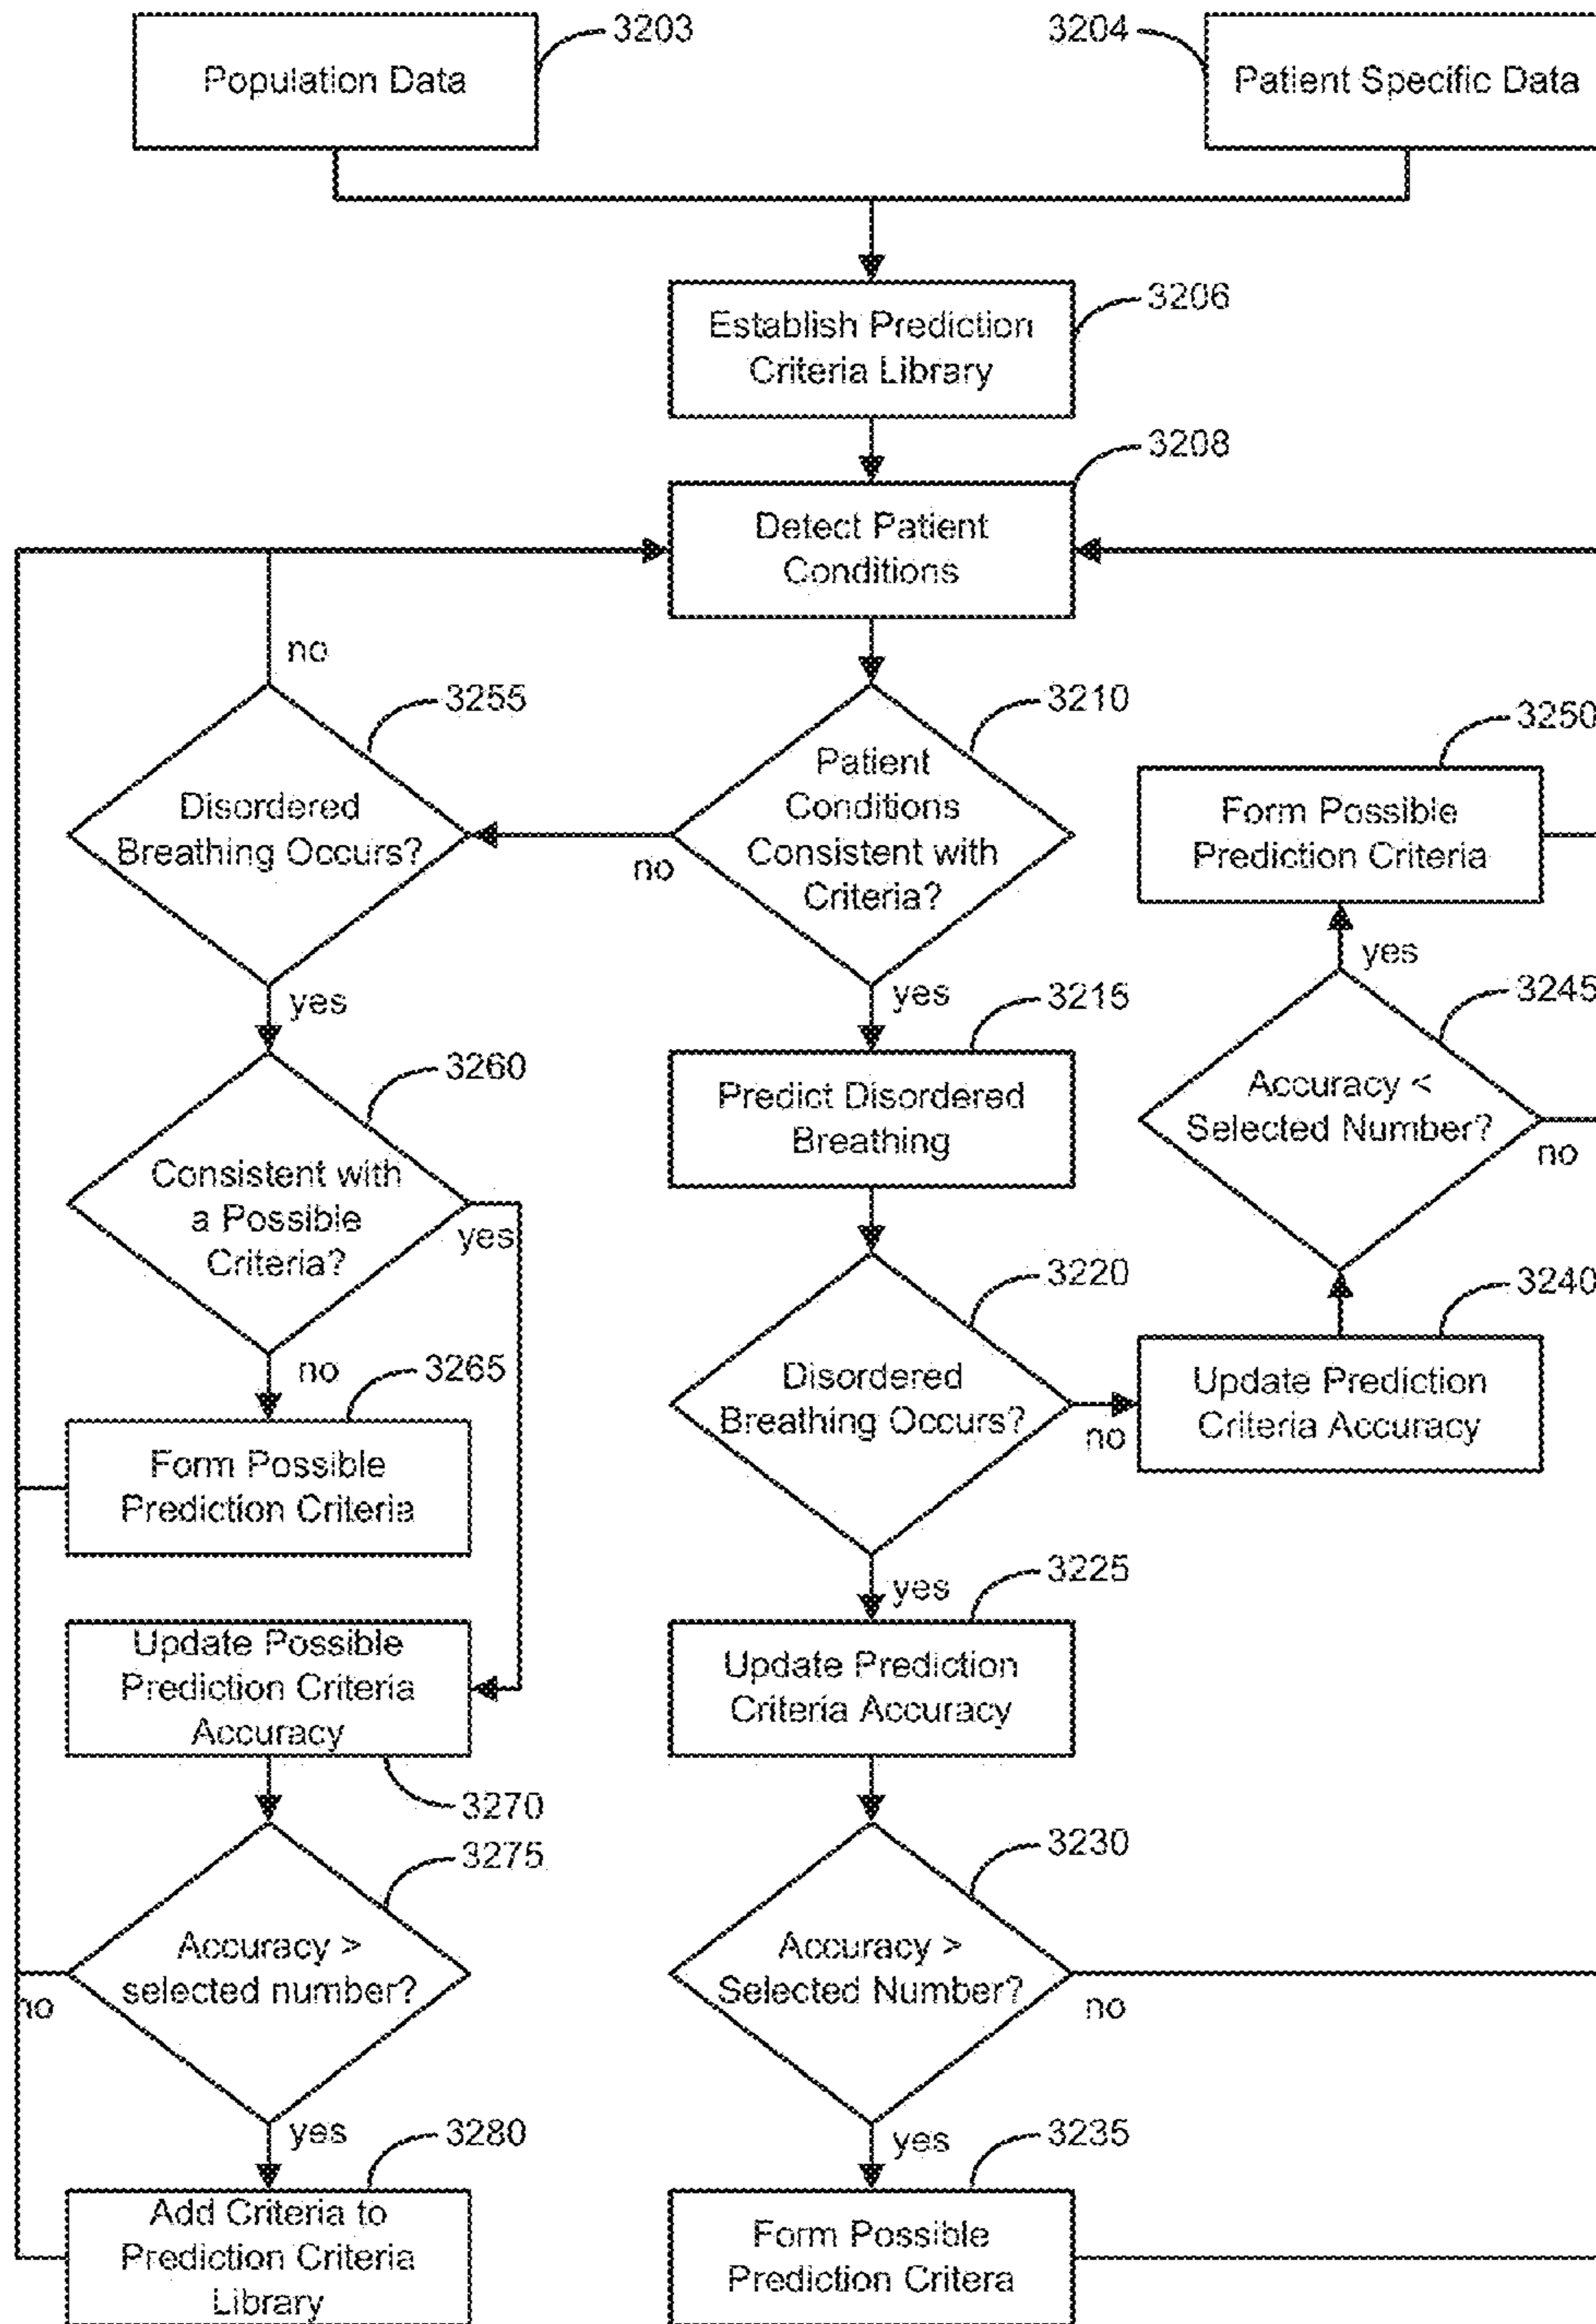 3203
3204
Population Data
Patient Specific Data
3206
Establish Prediction
Criteria Library
3208
Detect Patient
Conditions
no
3255
3210
3250
Disordered
Breathing Occurs?
Patient
Conditions
Consistent with
Criteria?
Form Possible
Prediction Criteria
no
yes
yes
yes
3215
3245
3260
Predict Disordered
Breathing
Accuracy <
Selected Number?
no
Consistent with
a Possible
Criteria?
yes
3220
3240
no
3265
Disordered
Breathing Occurs?
no
Update Prediction
Criteria Accuracy
Form Possible
Prediction Criteria
yes
3225
Update Possible
Prediction Criteria
Accuracy
Update Prediction
Criteria Accuracy
3270
3275
3230
Accuracy >
selected number?
Accuracy >
Selected Number?
no
no
yes
3280
yes
3235
Add Criteria to
Prediction Criteria
Library
Form Possible
Prediction Critera